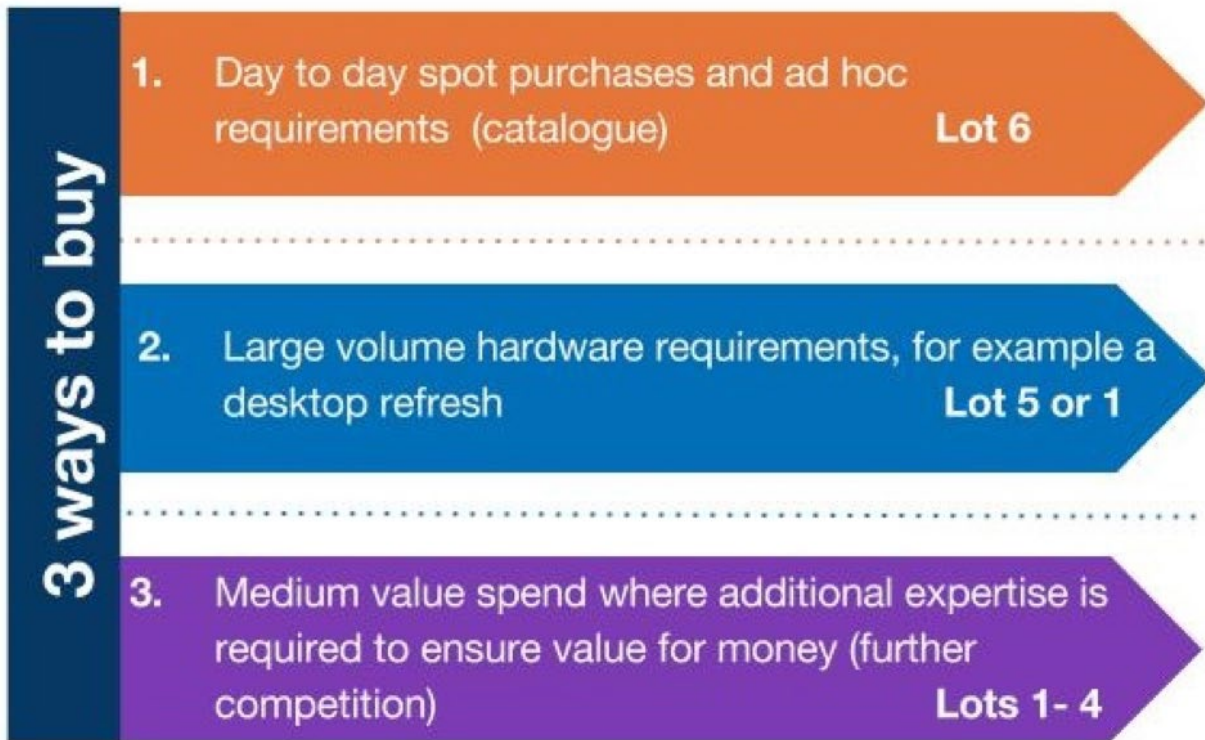 3 ways to buy
1. Day to day spot purchases and ad hoc
requirements (catalogue) Lot 6
2. Large volume hardware requirements, for example a
desktop refresh Lot 5 or 1
3. Medium value spend where additional expertise is
required to ensure value for money (further
competition) Lots 1- 4